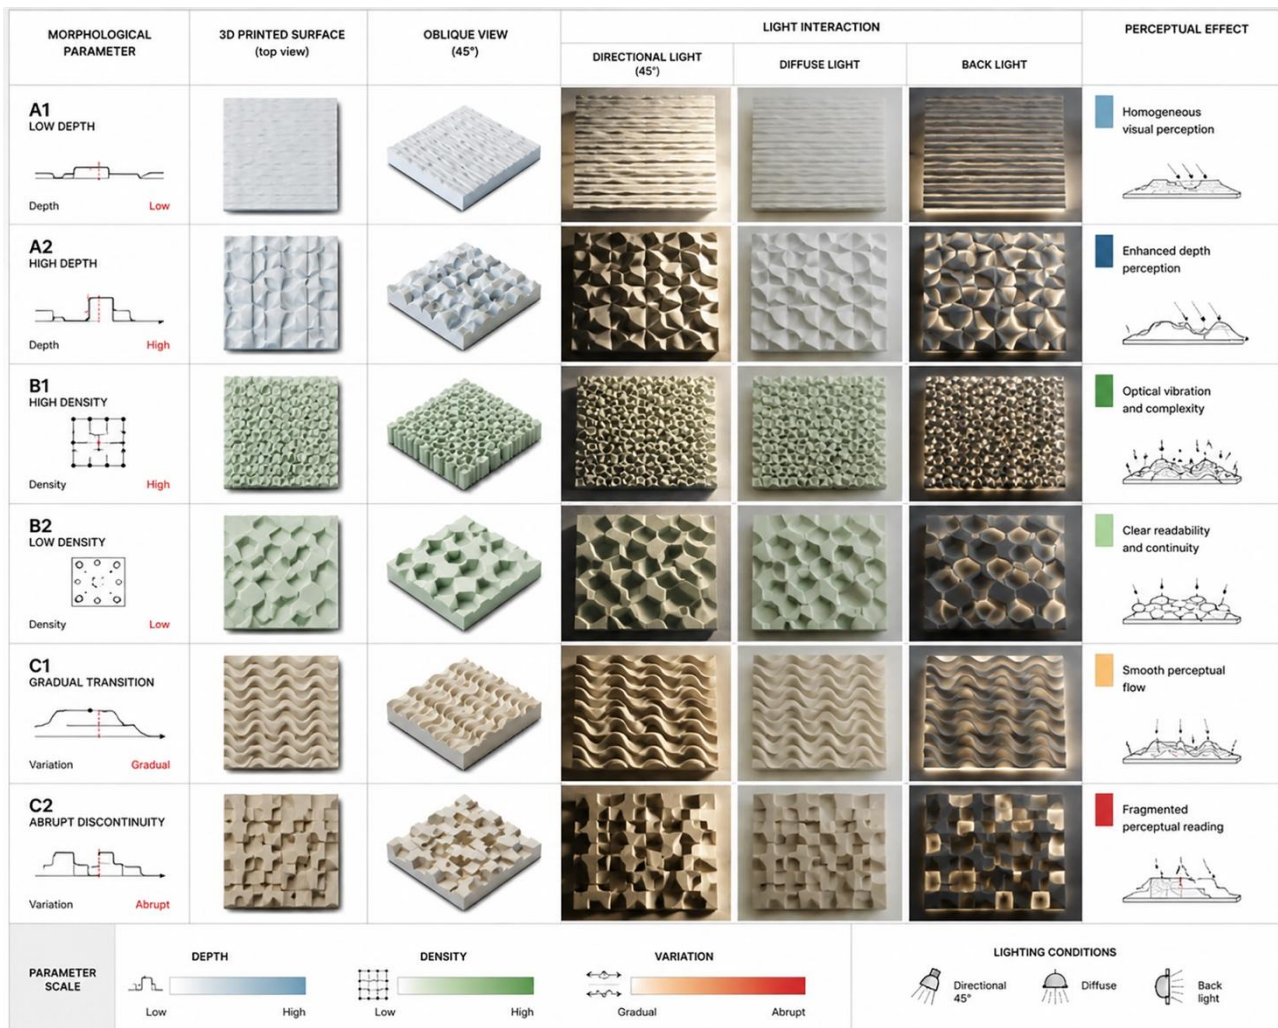 MORPHOLOGICAL
PARAMETER
3D PRINTED SURFACE
(top view)
OBLIQUE VIEW
(45°)
LIGHT INTERACTION
DIRECTIONAL LIGHT
(45°)
DIFFUSE LIGHT
BACK LIGHT
PERCEPTUAL EFFECT
A1
LOW DEPTH
Depth Low
Homogeneous
visual perception
A2
HIGH DEPTH
Depth High
Enhanced depth
perception
B1
HIGH DENSITY
Density High
Optical vibration
and complexity
B2
LOW DENSITY
Density Low
Clear readability
and continuity
C1
GRADUAL TRANSITION
Variation Gradual
Smooth perceptual
flow
C2
ABRUPT DISCONTINUITY
Variation Abrupt
Fragmented
perceptual reading
PARAMETER
SCALE
DEPTH
Low High
DENSITY
Low High
VARIATION
Gradual Abrupt
LIGHTING CONDITIONS
Directional
45°
Diffuse
Back
light